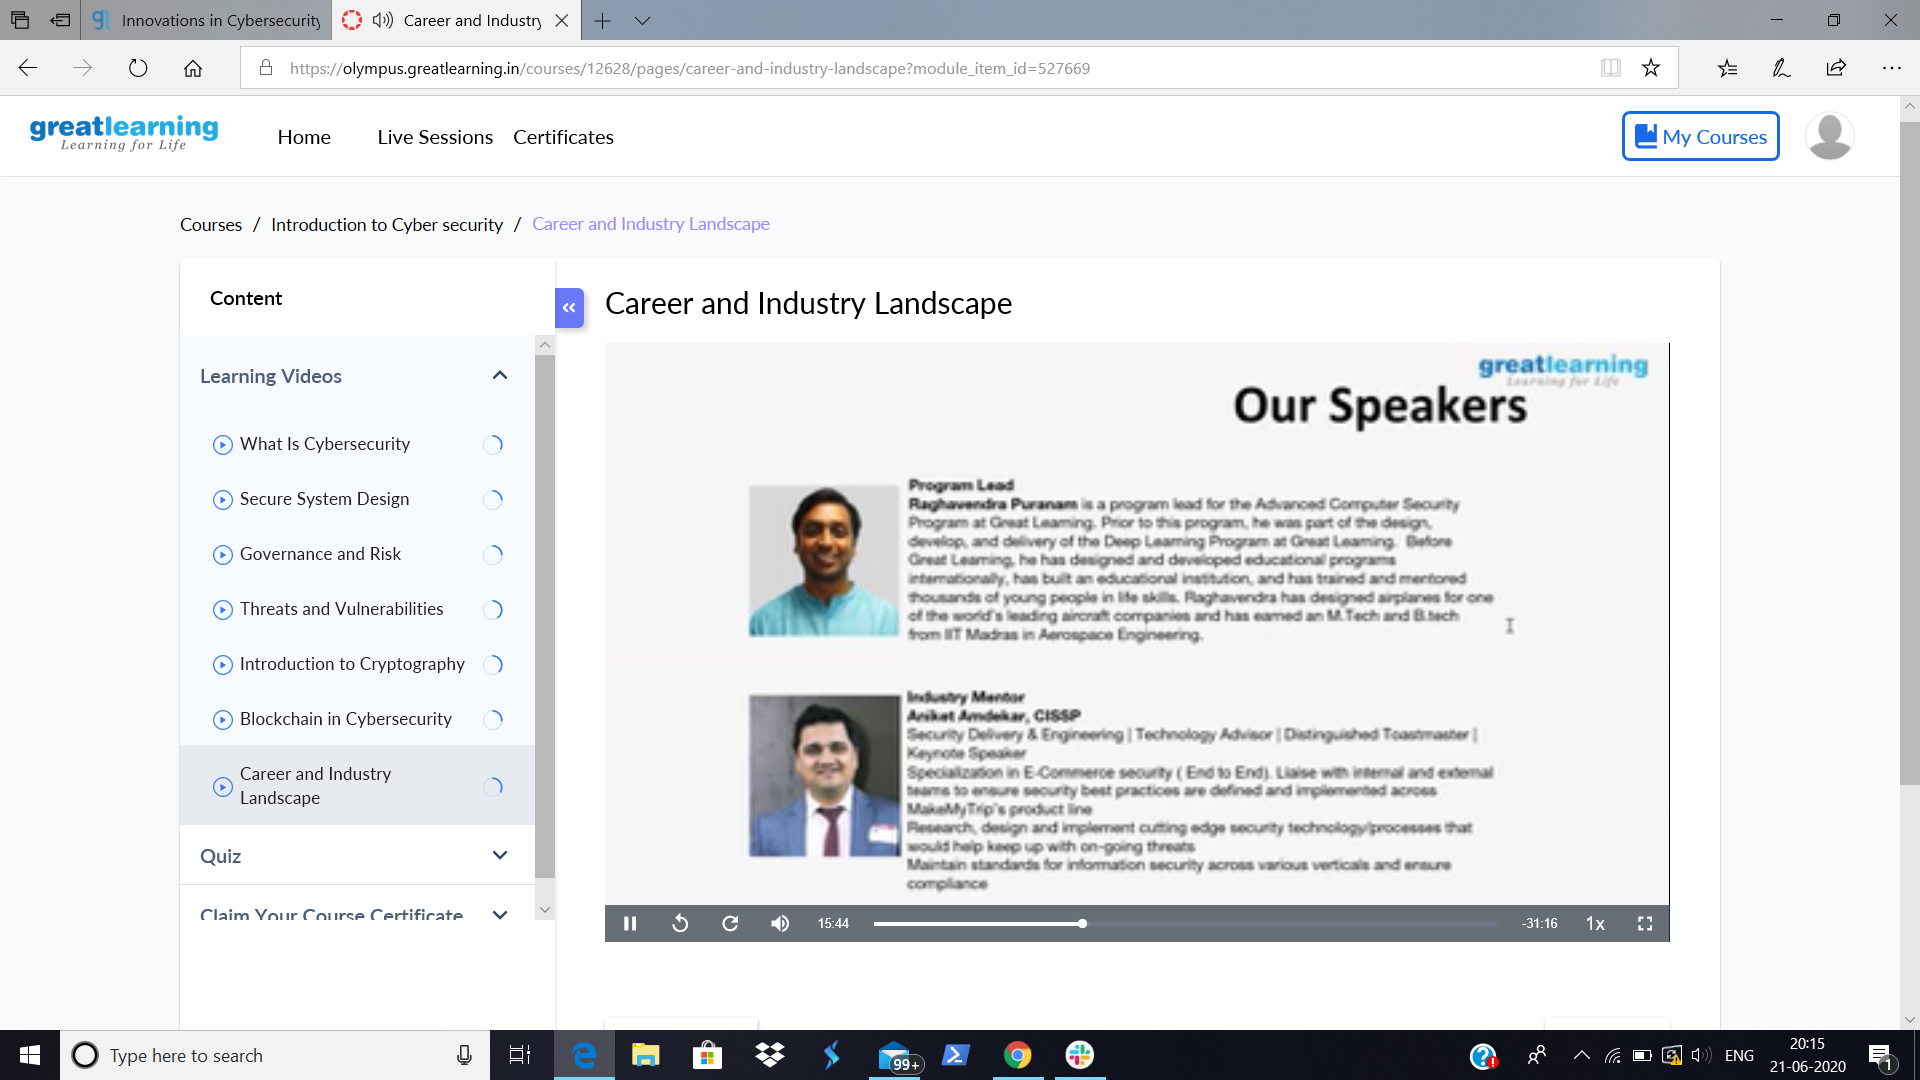 Innovations in Cybersecurity
Career and Industry
https://olympus.greatlearning.in/courses/12628/pages/career-and-industry-landscape?module_item_id=527669
greatlearning
Learning for Life
Home
Live Sessions
Certificates
My Courses
Courses / Introduction to Cyber security / Career and Industry Landscape
Content
Learning Videos
What Is Cybersecurity
Secure System Design
Governance and Risk
Threats and Vulnerabilities
Introduction to Cryptography
Blockchain in Cybersecurity
Career and Industry
Landscape
Quiz
Claim Your Course Certificate
Career and Industry Landscape
greatlearning
Learning for Life
Our Speakers
Program Lead
Raghavendra Puranam is a program lead for the Advanced Computer Security
Program at Great Learning. Prior to this program, he was part of the design,
develop, and delivery of the Deep Learning Program at Great Learning. Before
Great Learning, he has designed and developed educational programs
internationally, has built an educational institution, and has trained and mentored
thousands of young people in life skills. Raghavendra has designed airplanes for one
of the world's leading aircraft companies and has earned an M.Tech and B.tech
from IIT Madras in Aerospace Engineering.
Industry Mentor
Aniket Amdekar, CISSP
Security Delivery & Engineering | Technology Advisor | Distinguished Toastmaster |
Keynote Speaker
Specialization in E-Commerce security ( End to End). Liaise with internal and external
teams to ensure security best practices are defined and implemented across
MakeMyTrip's product line
Research, design and implement cutting edge security technology/processes that
would help keep up with on-going threats
Maintain standards for information security across various verticals and ensure
compliance
15:44
-31:16
1x
Type here to search
99+
ENG
20:15
21-06-2020
1